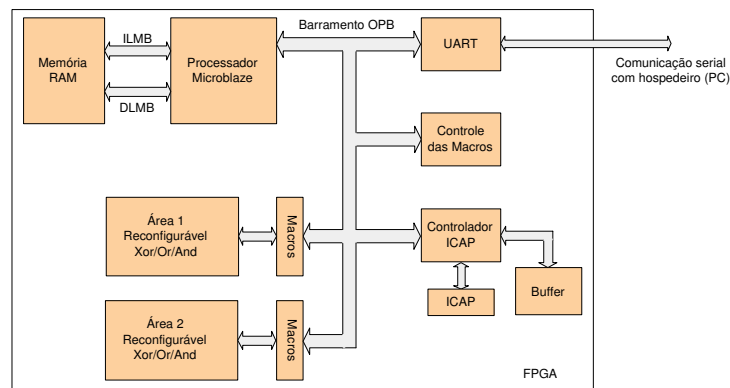 Barramento OPB
ILMB
Memória
RAM
Processador
Microblaze
DLMB
UART
Comunicação serial
com hospedeiro (PC)
Controle
das Macros
Área 1
Reconfigurável
Xor/Or/And
Macros
Controlador
ICAP
ICAP
Buffer
Área 2
Reconfigurável
Xor/Or/And
Macros
FPGA